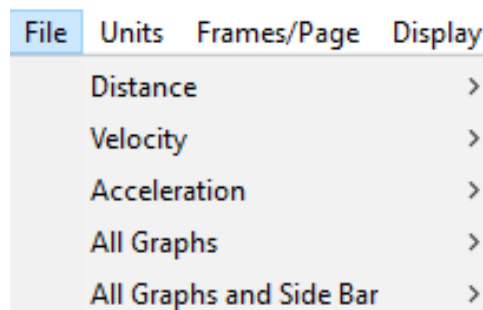 File Units Frames/Page Display
Distance
Velocity
Acceleration
All Graphs
All Graphs and Side Bar